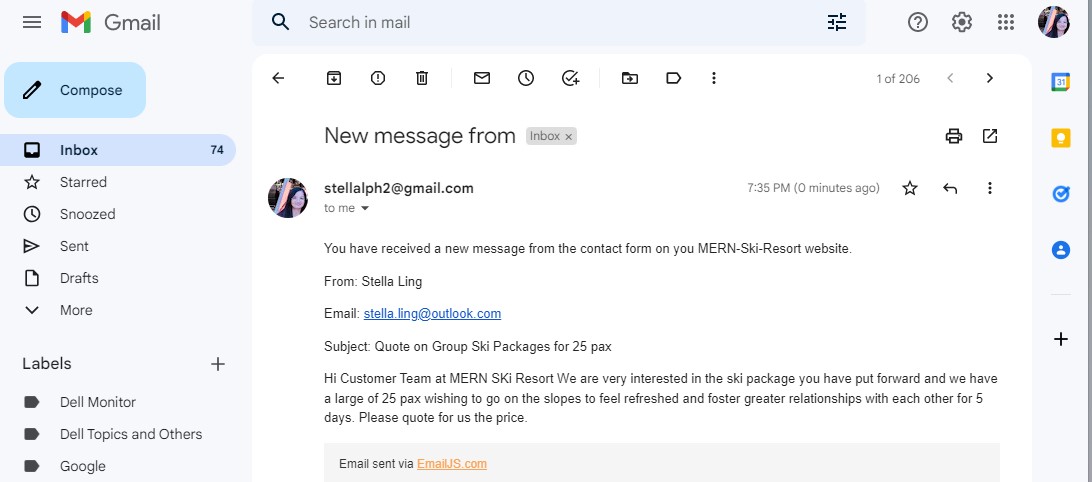 Gmail
Search in mail
Compose
1 of 206
31
Inbox 74
New message from Inbox ×
Starred
stellalph2@gmail.com
7:35 PM (0 minutes ago)
to me
Snoozed
Sent
You have received a new message from the contact form on you MERN-Ski-Resort website.
Drafts
From: Stella Ling
More
Email: stella.ling@outlook.com
Subject: Quote on Group Ski Packages for 25 pax
Labels
Hi Customer Team at MERN SKi Resort We are very interested in the ski package you have put forward and we have
a large of 25 pax wishing to go on the slopes to feel refreshed and foster greater relationships with each other for 5
days. Please quote for us the price.
Dell Monitor
Dell Topics and Others
Google
Email sent via EmailJS.com